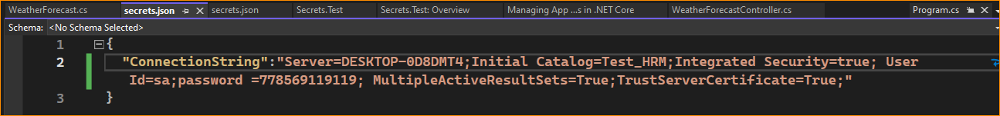 WeatherForecast.cs secrets.json secrets.json Secrets.Test Secrets.Test: Overview Managing App ...s in .NET Core WeatherForecastController.cs Program.cs
Schema: <No Schema Selected>
1 {
2 "ConnectionString":"Server=DESKTOP-0D8DMT4;Initial Catalog=Test_HRM;Integrated Security=true; User
Id=sa;password =778569119119; MultipleActiveResultSets=True;TrustServerCertificate=True;"
3 }